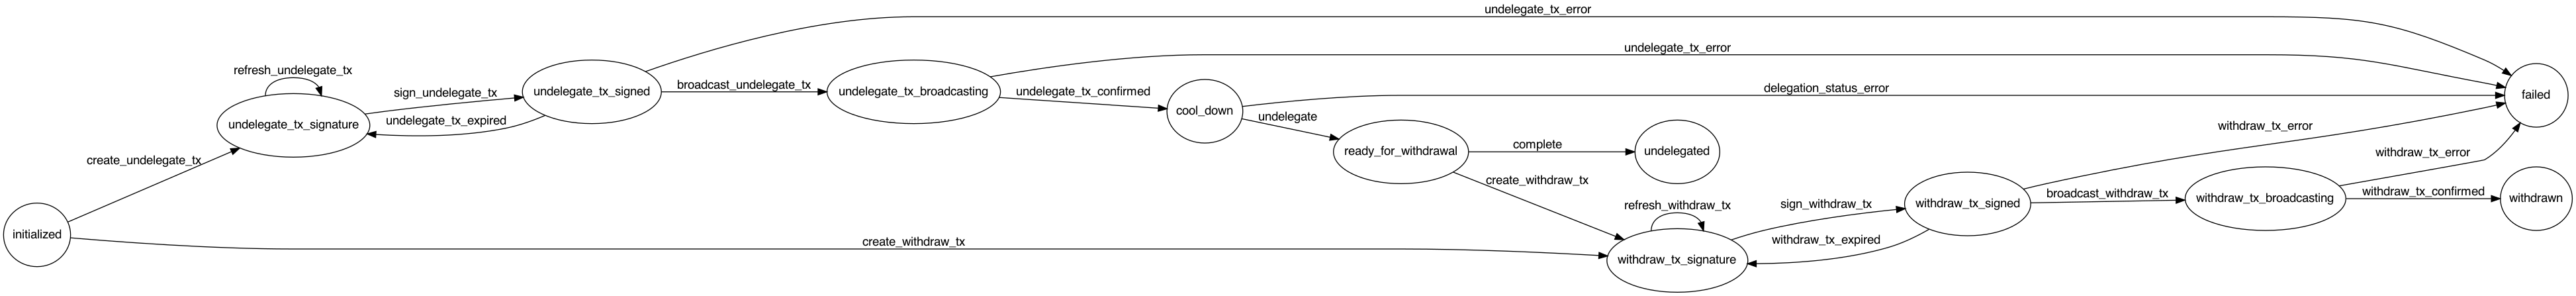 undelegate_tx_error
undelegate_tx_error
refresh_undelegate_tx
sign_undelegate_tx
undelegate_tx_signed
broadcast_undelegate_tx
undelegate_tx_broadcasting
undelegate_tx_confirmed
delegation_status_error
failed
undelegate_tx_signature
undelegate_tx_expired
cool_down
undelegate
withdraw_tx_error
create_undelegate_tx
ready_for_withdrawal
complete
undelegated
withdraw_tx_error
create_withdraw_tx
refresh_withdraw_tx
sign_withdraw_tx
withdraw_tx_signed
broadcast_withdraw_tx
withdraw_tx_broadcasting
withdraw_tx_confirmed
withdrawn
initialized
create_withdraw_tx
withdraw_tx_expired
withdraw_tx_signature